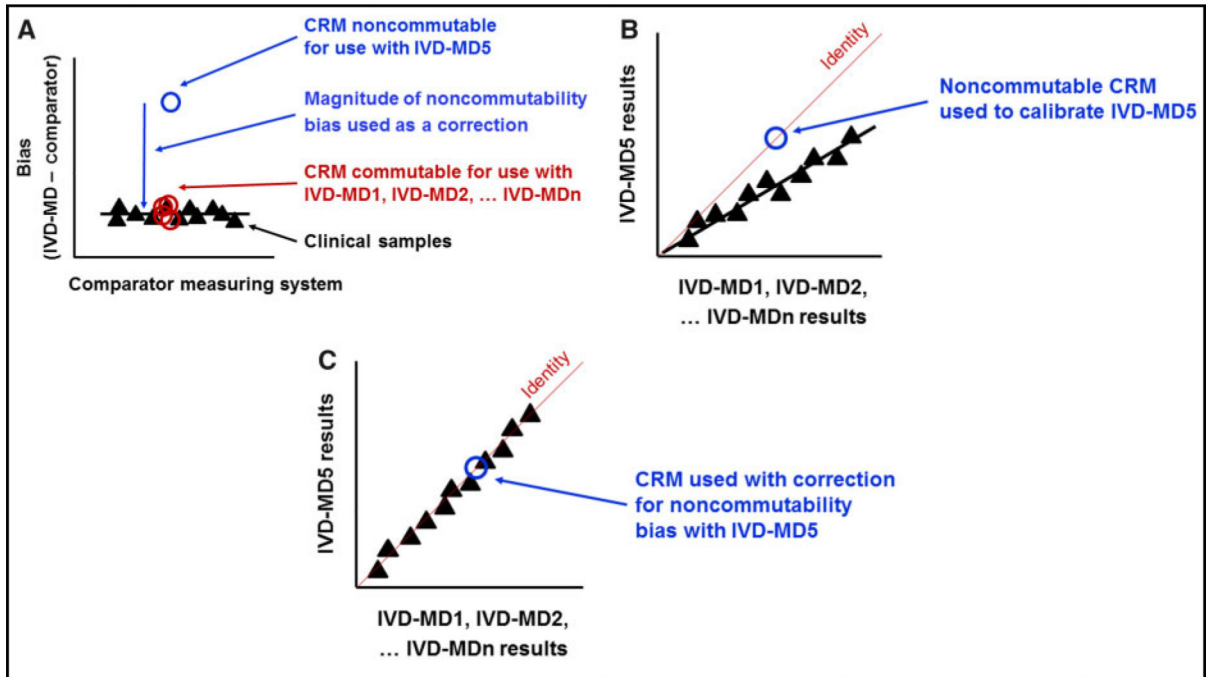 A
CRM noncommutable
for use with IVD-MD5
Magnitude of noncommutability
bias used as a correction
CRM commutable for use with
IVD-MD1, IVD-MD2, ... IVD-MDn
Clinical samples
Bias
(IVD-MD – comparator)
Comparator measuring system
B
Identity
Noncommutable CRM
used to calibrate IVD-MD5
IVD-MD5 results
IVD-MD1, IVD-MD2,
... IVD-MDn results
C
Identity
IVD-MD5 results
CRM used with correction
for noncommutability
bias with IVD-MD5
IVD-MD1, IVD-MD2,
... IVD-MDn results